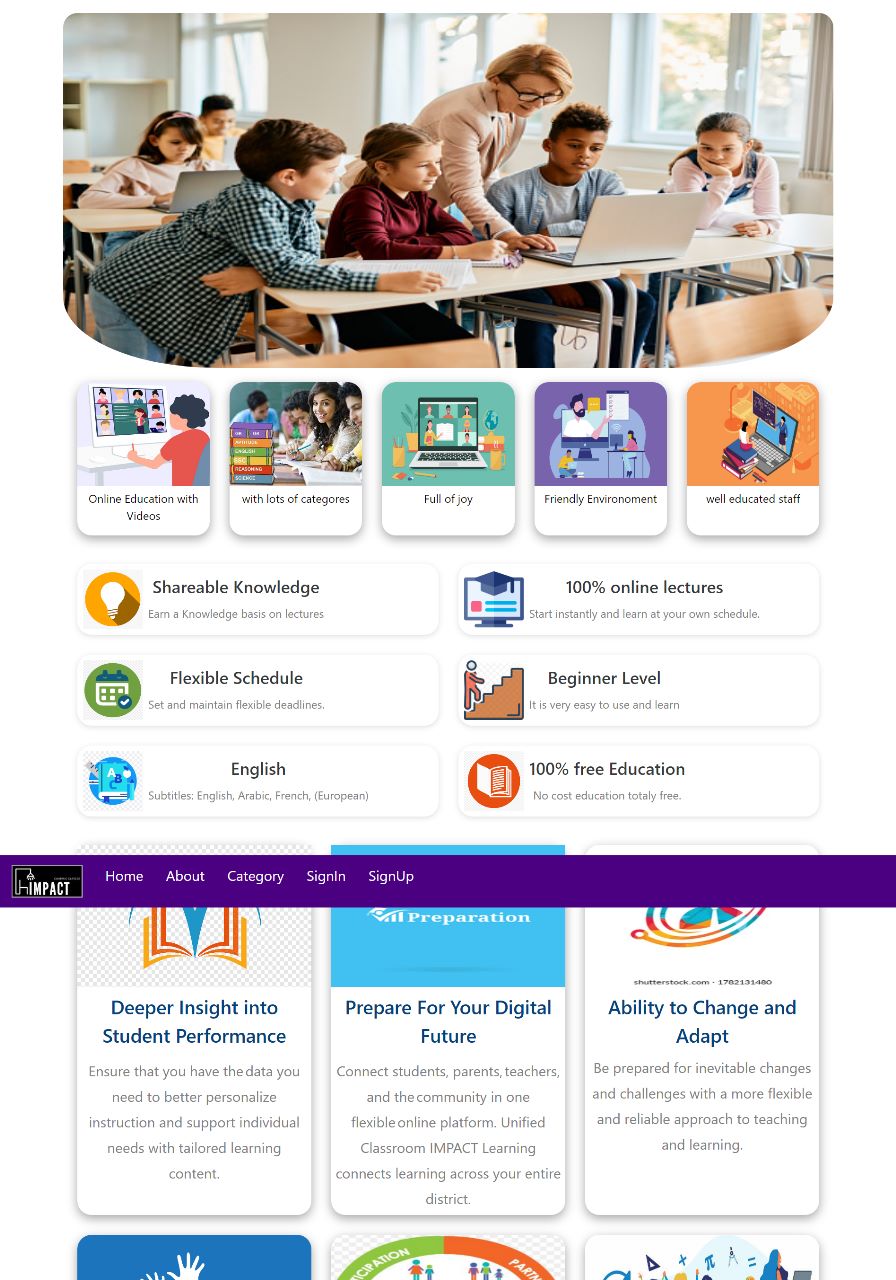 Online Education with
Videos
with lots of categores
Full of joy
Friendly Environoment
well educated staff
APTITUDE
ENGLISH
REASONING
SCIENCE
Shareable Knowledge
Earn a Knowledge basis on lectures
100% online lectures
Start instantly and learn at your own schedule.
Flexible Schedule
Set and maintain flexible deadlines.
Beginner Level
It is very easy to use and learn
A B C
English
Subtitles: English, Arabic, French, (European)
100% free Education
No cost education totaly free.
IMPACT
Home
About
Category
SignIn
SignUp
Preparation
shutterstock.com · 1782131480
Deeper Insight into
Student Performance
Ensure that you have the data you
need to better personalize
instruction and support individual
needs with tailored learning
content.
Prepare For Your Digital
Future
Connect students, parents, teachers,
and the community in one
flexible online platform. Unified
Classroom IMPACT Learning
connects learning across your entire
district.
Ability to Change and
Adapt
Be prepared for inevitable changes
and challenges with a more flexible
and reliable approach to teaching
and learning.